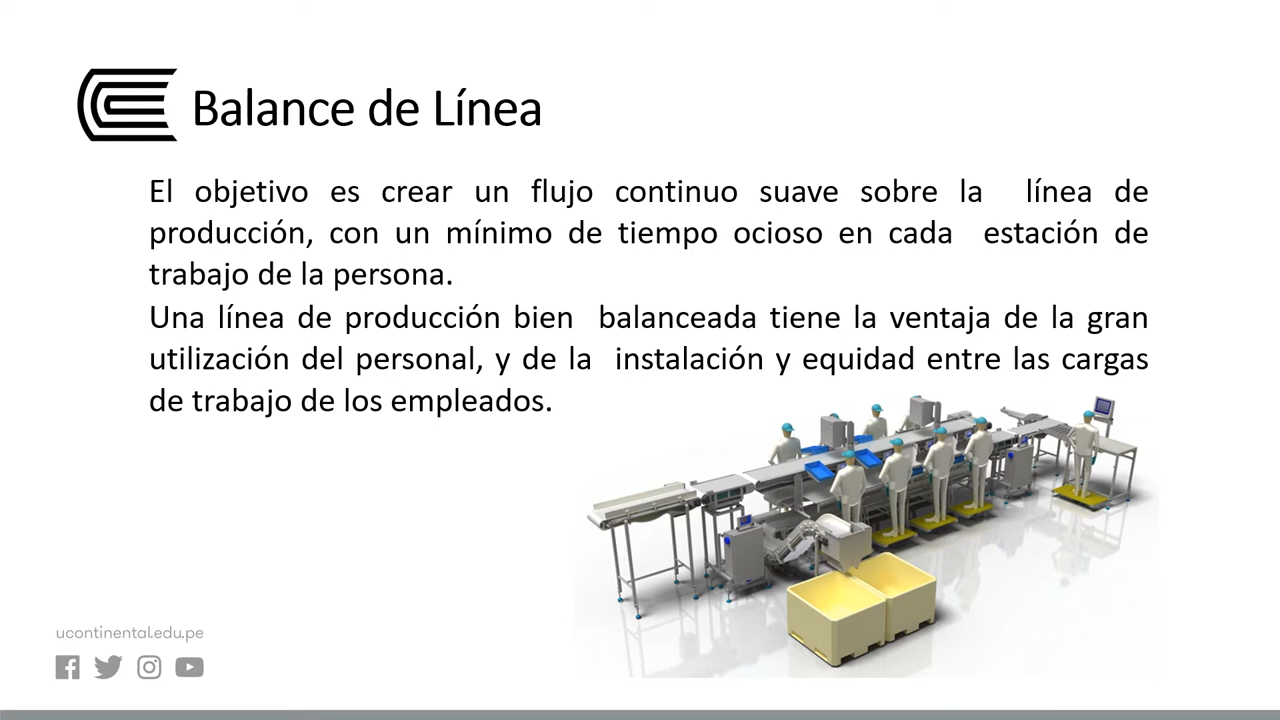 Balance de Línea
El objetivo es crear un flujo continuo suave sobre la línea de
producción, con un mínimo de tiempo ocioso en cada estación de
trabajo de la persona.
Una línea de producción bien balanceada tiene la ventaja de la gran
utilización del personal, y de la instalación y equidad entre las cargas
de trabajo de los empleados.
ucontinental.edu.pe